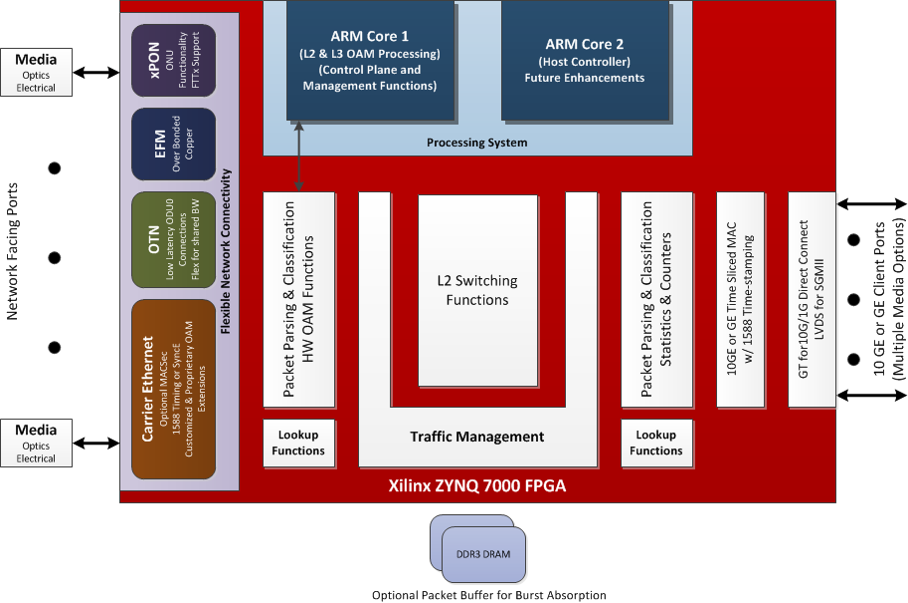 Media
Optics
Electrical
Network Facing Ports
Media
Optics
Electrical
xPON
ONU
Functionality
FTTx Support
EFM
Over Bonded
Copper
OTN
Low Latency ODU0
Connections
Flex for shared BW
Carrier Ethernet
Optional MACSec
1588 Timing or SyncE
Customized & Proprietary OAM
Extensions
Flexible Network Connectivity
ARM Core 1
(L2 & L3 OAM Processing)
(Control Plane and
Management Functions)
ARM Core 2
(Host Controller)
Future Enhancements
Processing System
Packet Parsing & Classification
HW OAM Functions
Lookup
Functions
L2 Switching
Functions
Traffic Management
Packet Parsing & Classification
Statistics & Counters
Lookup
Functions
10GE or GE Time Sliced MAC
w/ 1588 Time-stamping
GT for10G/1G Direct Connect
LVDS for SGMII
10 GE or GE Client Ports
(Multiple Media Options)
Xilinx ZYNQ 7000 FPGA
DDR3 DRAM
Optional Packet Buffer for Burst Absorption